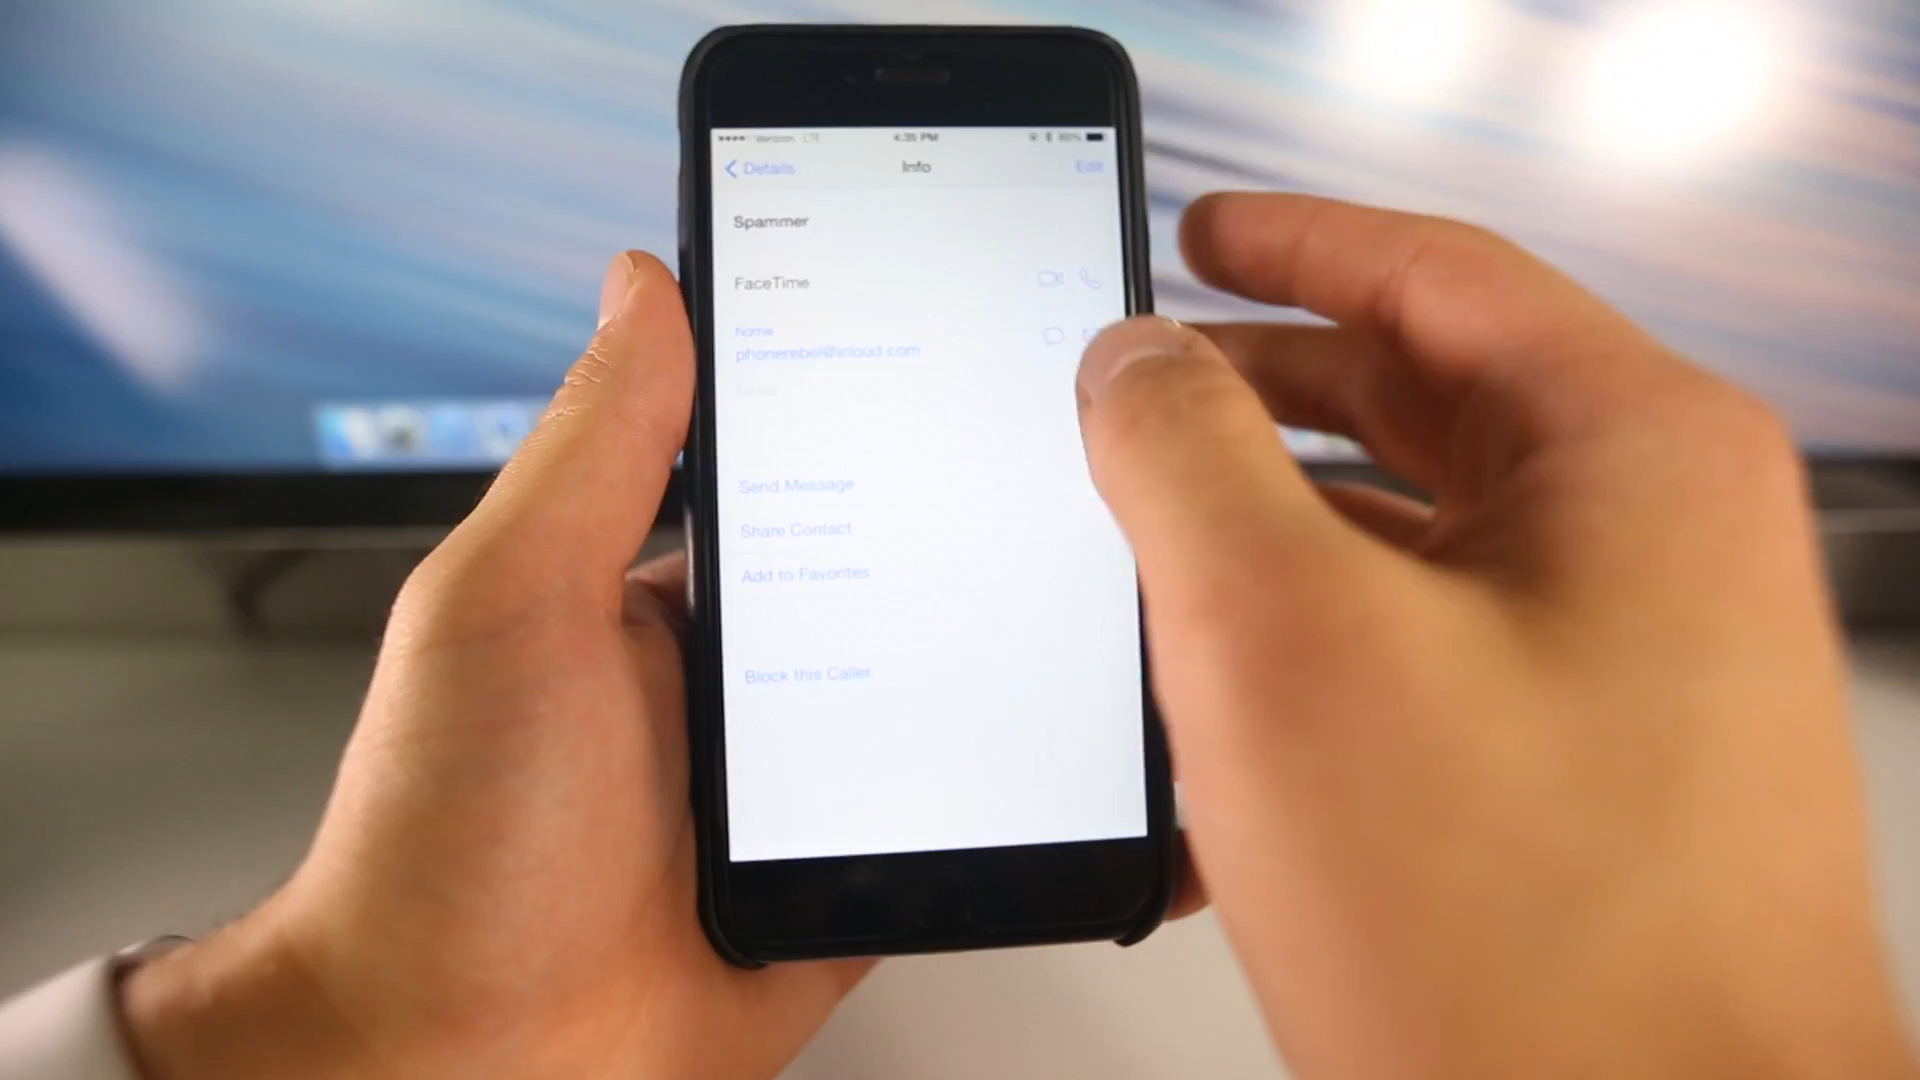 Verizon LTE 4:35 PM
Details Info Edit
Spammer
FaceTime
home
phonerebel@icloud.com
Notes
Send Message
Share Contact
Add to Favorites
Block this Caller